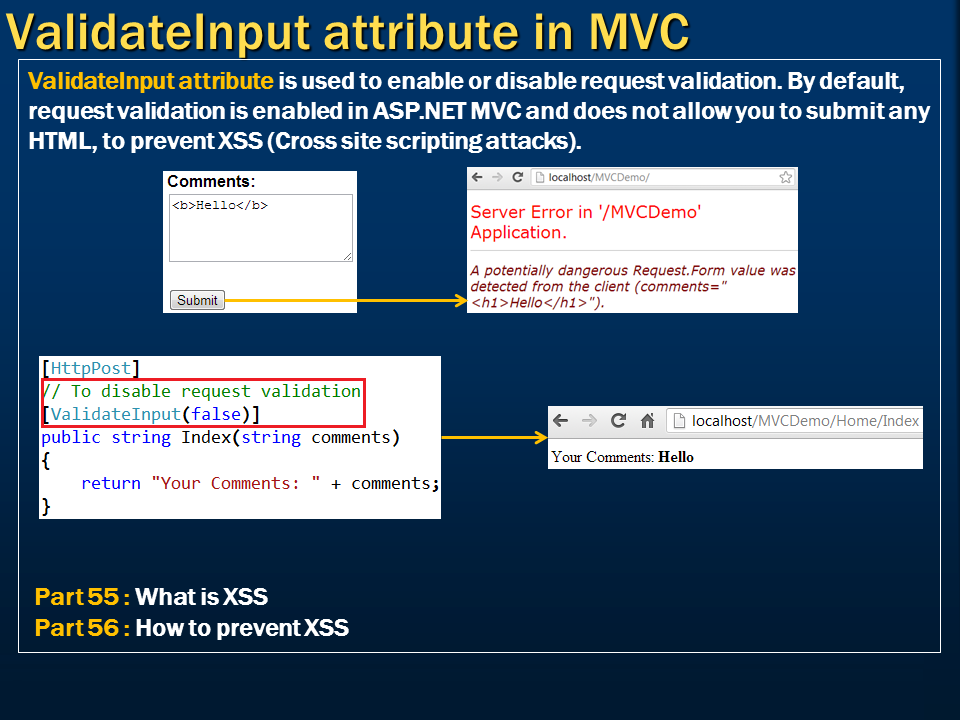 ValidateInput attribute in MVC
ValidateInput attribute is used to enable or disable request validation. By default,
request validation is enabled in ASP.NET MVC and does not allow you to submit any
HTML, to prevent XSS (Cross site scripting attacks).
Comments:
<b>Hello</b>
Submit
localhost/MVCDemo/
Server Error in '/MVCDemo'
Application.
A potentially dangerous Request.Form value was
detected from the client (comments="
<h1>Hello</h1>").
[HttpPost]
// To disable request validation
[ValidateInput(false)]
public string Index(string comments)
{
return "Your Comments: " + comments;
}
localhost/MVCDemo/Home/Index
Your Comments: Hello
Part 55 : What is XSS
Part 56 : How to prevent XSS